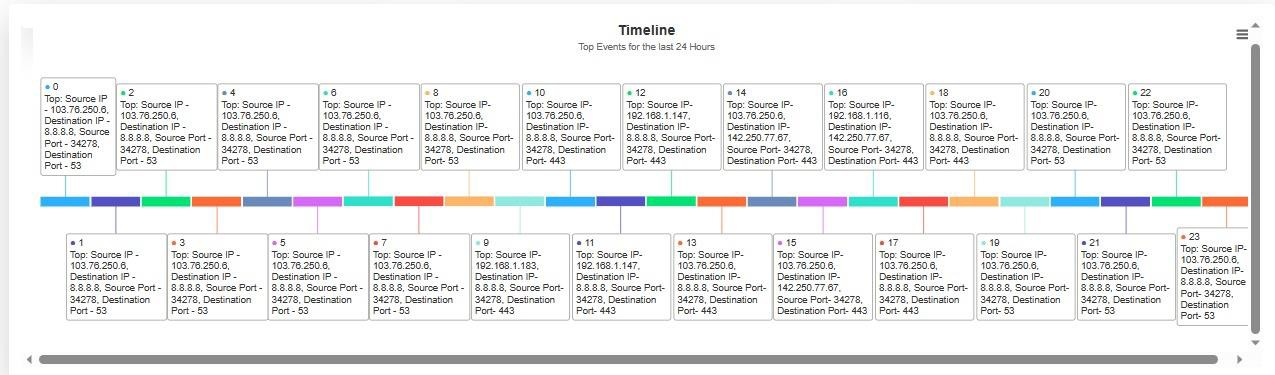 Timeline
Top Events for the last 24 Hours
0
Top: Source IP
- 103.76.250.6,
Destination IP -
8.8.8.8, Source
Port - 34278,
Destination
Port - 53
2
Top: Source IP -
103.76.250.6,
Destination IP -
8.8.8.8, Source Port -
34278, Destination
Port - 53
4
Top: Source IP -
103.76.250.6,
Destination IP -
8.8.8.8, Source Port -
34278, Destination
Port - 53
6
Top: Source IP -
103.76.250.6,
Destination IP -
8.8.8.8, Source Port -
34278, Destination
Port - 53
8
Top: Source IP-
103.76.250.6,
Destination IP-
8.8.8.8, Source Port-
34278, Destination
Port- 53
10
Top: Source IP-
103.76.250.6,
Destination IP-
8.8.8.8, Source Port-
34278, Destination
Port- 443
12
Top: Source IP-
192.168.1.147,
Destination IP-
8.8.8.8, Source Port-
34278, Destination
Port- 443
14
Top: Source IP-
103.76.250.6,
Destination IP-
142.250.77.67,
Source Port- 34278,
Destination Port- 443
16
Top: Source IP-
192.168.1.116,
Destination IP-
142.250.77.67,
Source Port- 34278,
Destination Port- 443
18
Top: Source IP-
103.76.250.6,
Destination IP-
8.8.8.8, Source Port-
34278, Destination
Port- 443
20
Top: Source IP-
103.76.250.6,
Destination IP-
8.8.8.8, Source Port-
34278, Destination
Port- 53
22
Top: Source IP-
103.76.250.6,
Destination IP-
8.8.8.8, Source Port-
34278, Destination
Port- 53
1
Top: Source IP -
103.76.250.6,
Destination IP -
8.8.8.8, Source Port -
34278, Destination
Port - 53
3
Top: Source IP -
103.76.250.6,
Destination IP -
8.8.8.8, Source Port -
34278, Destination
Port - 53
5
Top: Source IP -
103.76.250.6,
Destination IP -
8.8.8.8, Source Port -
34278, Destination
Port - 53
7
Top: Source IP -
103.76.250.6,
Destination IP -
8.8.8.8, Source Port -
34278, Destination
Port - 53
9
Top: Source IP-
192.168.1.183,
Destination IP-
8.8.8.8, Source Port-
34278, Destination
Port- 443
11
Top: Source IP-
192.168.1.147,
Destination IP-
8.8.8.8, Source Port-
34278, Destination
Port- 443
13
Top: Source IP-
103.76.250.6,
Destination IP-
8.8.8.8, Source Port-
34278, Destination
Port- 443
15
Top: Source IP-
103.76.250.6,
Destination IP-
142.250.77.67,
Source Port- 34278,
Destination Port- 443
17
Top: Source IP-
103.76.250.6,
Destination IP-
8.8.8.8, Source Port-
34278, Destination
Port- 443
19
Top: Source IP-
103.76.250.6,
Destination IP-
8.8.8.8, Source Port-
34278, Destination
Port- 53
21
Top: Source IP-
103.76.250.6,
Destination IP-
8.8.8.8, Source Port-
34278, Destination
Port- 53
23
Top: Source IP-
103.76.250.6,
Destination IP-
8.8.8.8, Source
Port- 34278,
Destination
Port- 53